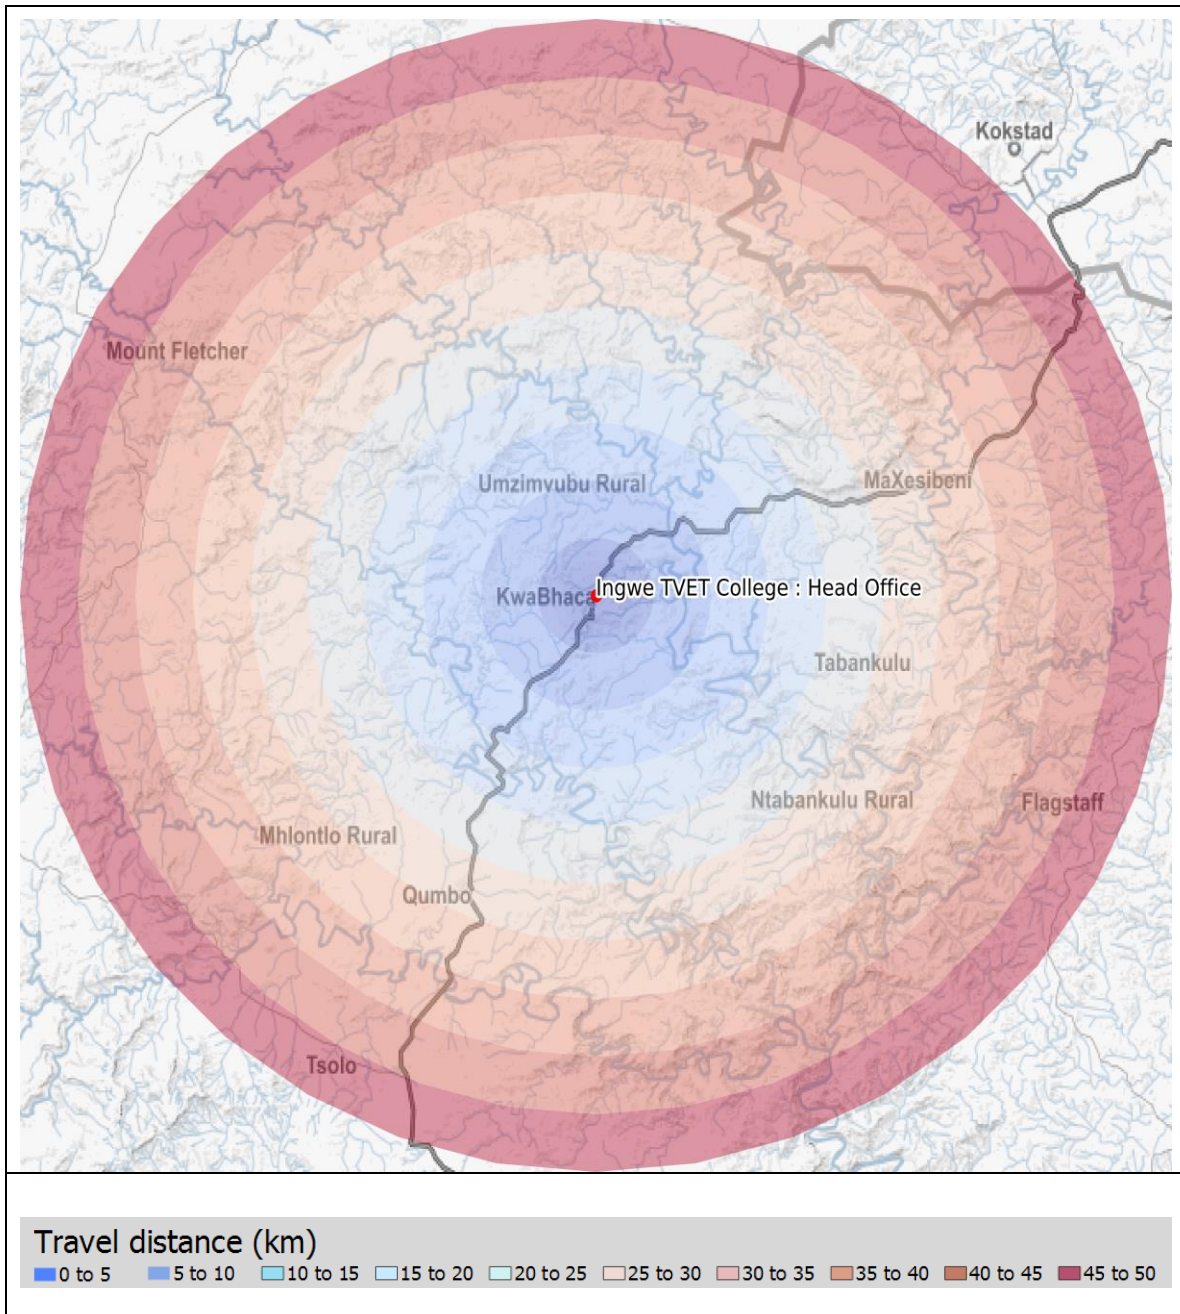 Kokstad
Mount Fletcher
Umzimvubu Rural
MaXesibeni
KwaBhaca
Ingwe TVET College : Head Office
Tabankulu
Ntabankulu Rural
Flagstaff
Mhlontlo Rural
Qumbo
Tsolo
Travel distance (km)
0 to 5 5 to 10 10 to 15 15 to 20 20 to 25 25 to 30 30 to 35 35 to 40 40 to 45 45 to 50